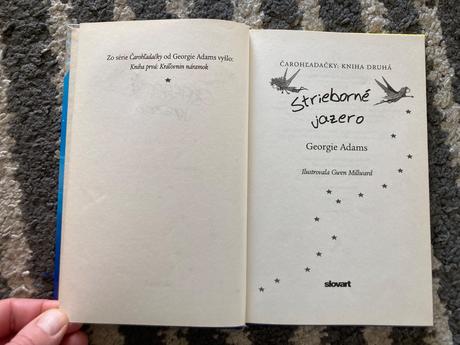 Zo série Čarohľadačky od Georgie Adams vyšlo:
Kniha prvá: Kráľovnin náramok
ČAROHĽADAČKY: KNIHA DRUHÁ
Strieborné
jazero
Georgie Adams
Ilustrovala Gwen Millward
slovart